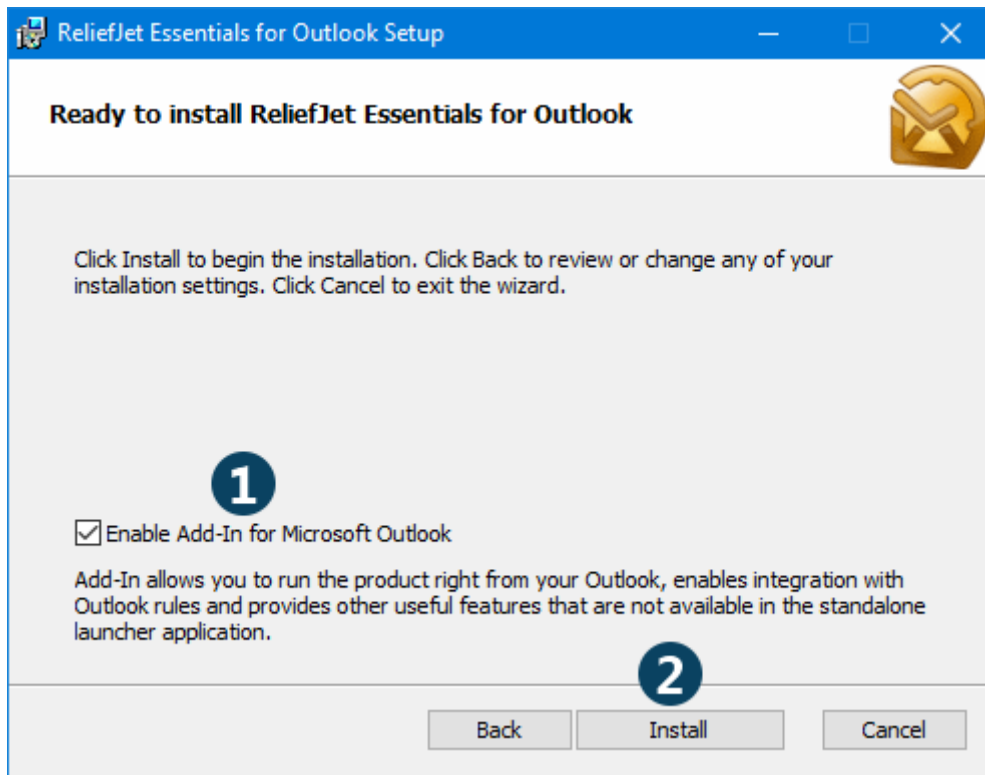 ReliefJet Essentials for Outlook Setup
Ready to install ReliefJet Essentials for Outlook
Click Install to begin the installation. Click Back to review or change any of your
installation settings. Click Cancel to exit the wizard.
1
Enable Add-In for Microsoft Outlook
Add-In allows you to run the product right from your Outlook, enables integration with
Outlook rules and provides other useful features that are not available in the standalone
launcher application.
2
Back Install Cancel